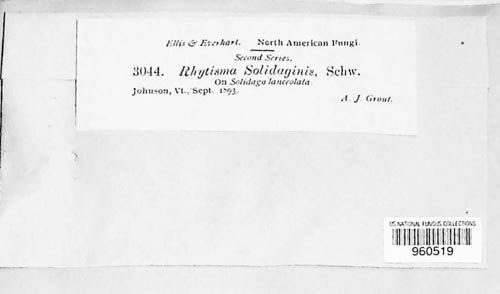 Ellis & Everhart. North American Fungi.
Second Series.
3044. Rhytisma Solidaginis, Schw.
On Solidago lanceolata.
Johnson, Vt., Sept. 1893.
A. J. Grout.
US NATIONAL FUNGUS COLLECTIONS
960519